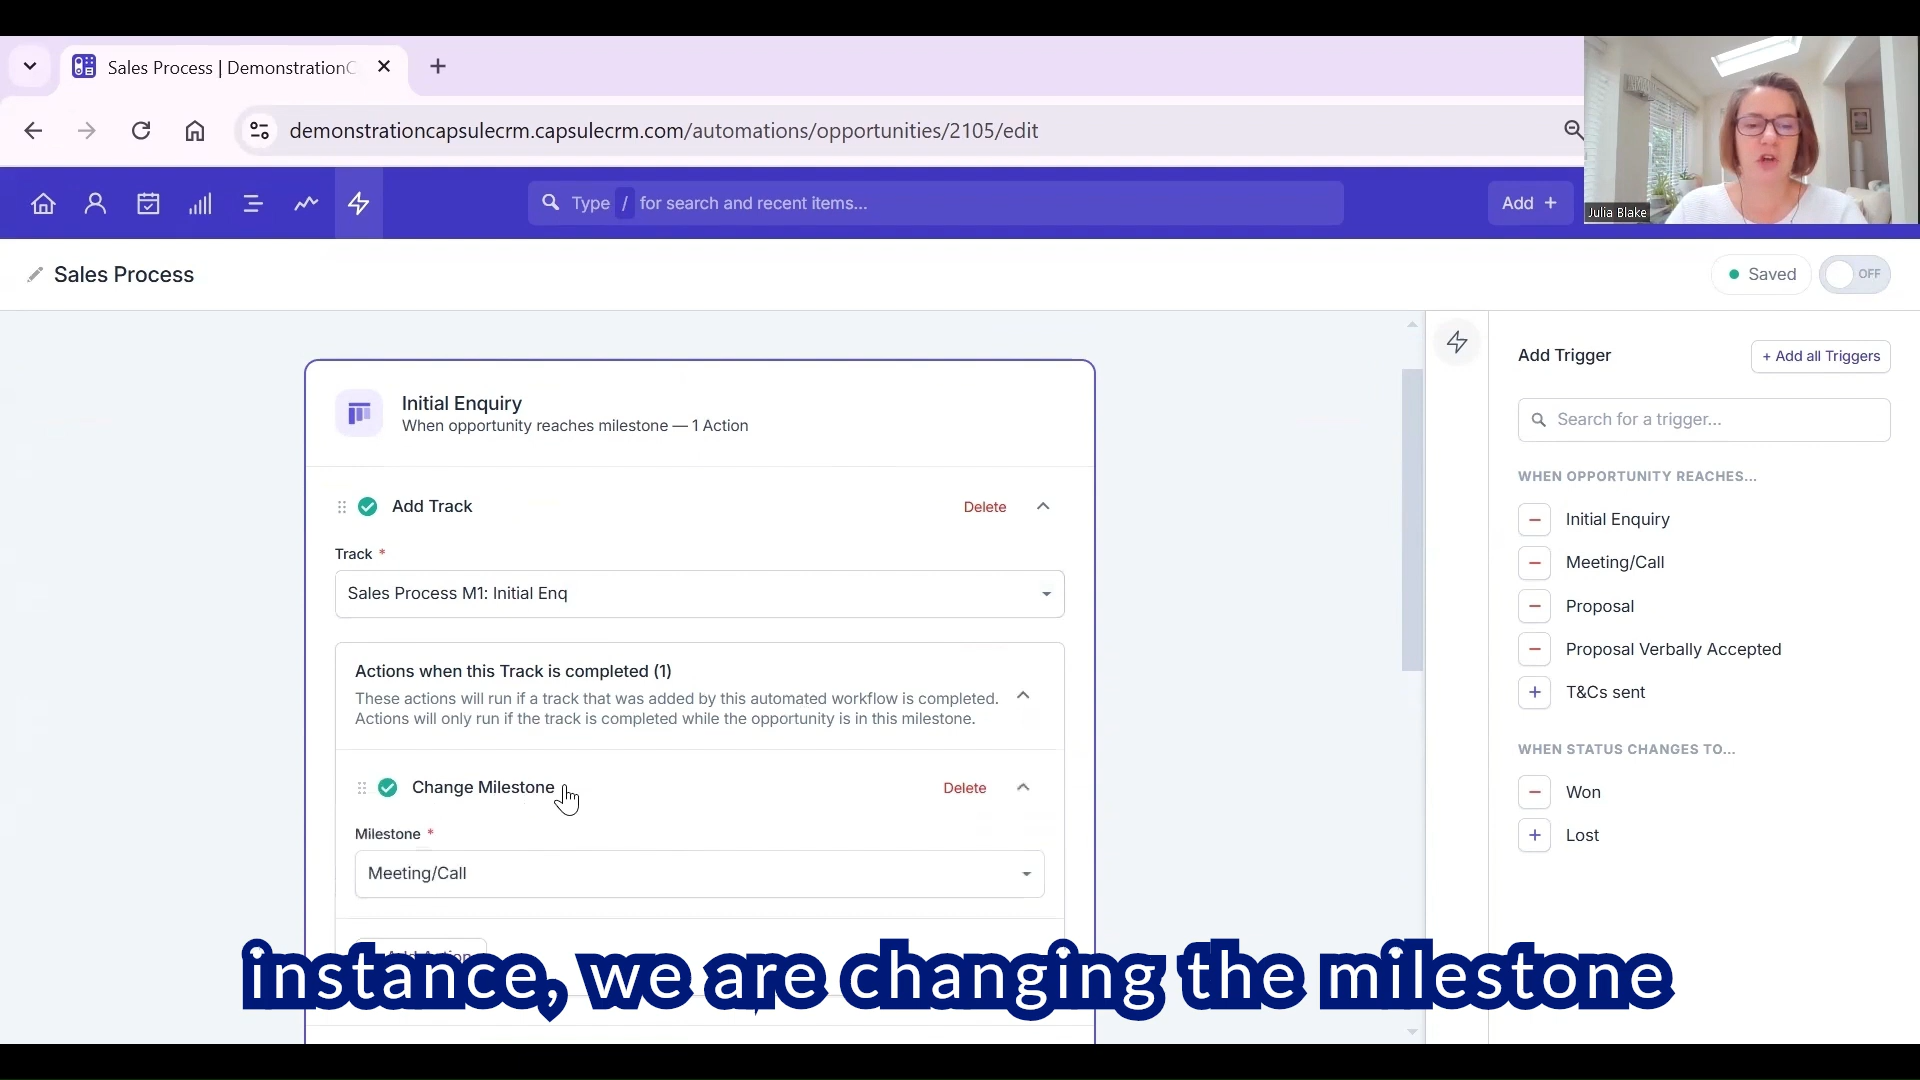 Sales Process | DemonstrationC
demonstrationcapsulecrm.capsulecrm.com/automations/opportunities/2105/edit
Julia Blake
Type / for search and recent items...
Add +
Sales Process
Saved
OFF
Initial Enquiry
When opportunity reaches milestone — 1 Action
Add Track
Delete
Track *
Sales Process M1: Initial Enq
Actions when this Track is completed (1)
These actions will run if a track that was added by this automated workflow is completed.
Actions will only run if the track is completed while the opportunity is in this milestone.
Change Milestone
Delete
Milestone *
Meeting/Call
Add Trigger
+ Add all Triggers
Search for a trigger...
WHEN OPPORTUNITY REACHES...
Initial Enquiry
Meeting/Call
Proposal
Proposal Verbally Accepted
T&Cs sent
WHEN STATUS CHANGES TO...
Won
Lost
instance, we are changing the milestone